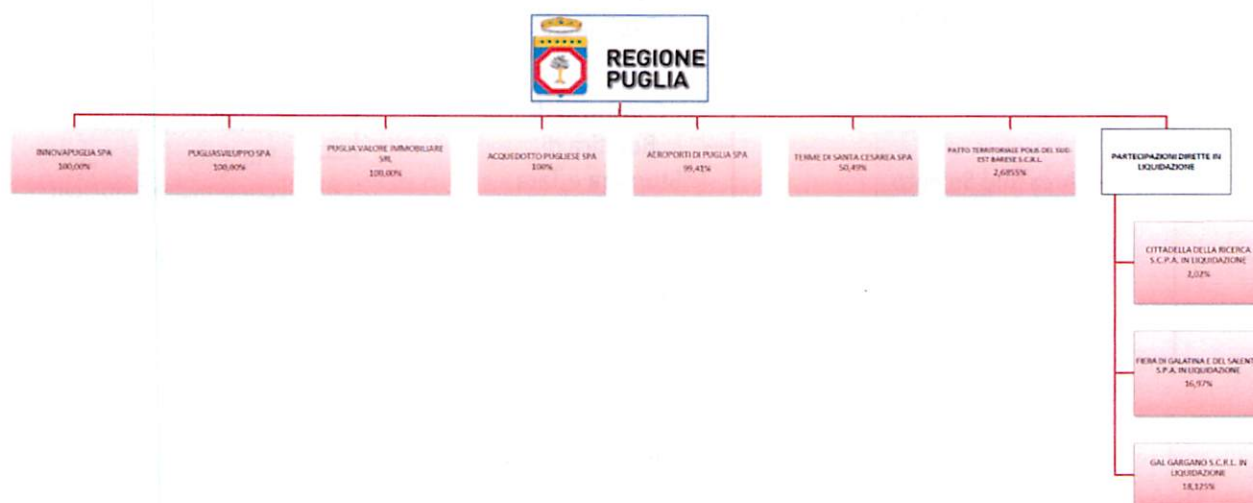 REGIONE
PUGLIA
INNOVAPUGLIA SPA
100,00%
PUGLIASVILUPPO SPA
100,00%
PUGLIA VALORE IMMOBILIARE
SRL
100,00%
ACQUEDOTTO PUGLIESE SPA
100%
AEROPORTI DI PUGLIA SPA
99,41%
TERME DI SANTA CESAREA SPA
50,49%
PATTO TERRITORIALE POLIS DEL SUD-
EST BARESE S.C.R.L.
2,6855%
PARTECIPAZIONI DIRETTE IN
LIQUIDAZIONE
CITTADELLA DELLA RICERCA
S.C.P.A. IN LIQUIDAZIONE
2,02%
FIERA DI GALATINA E DEL SALENT
S.P.A. IN LIQUIDAZIONE
16,97%
GAL GARGANO S.C.R.L. IN
LIQUIDAZIONE
18,125%